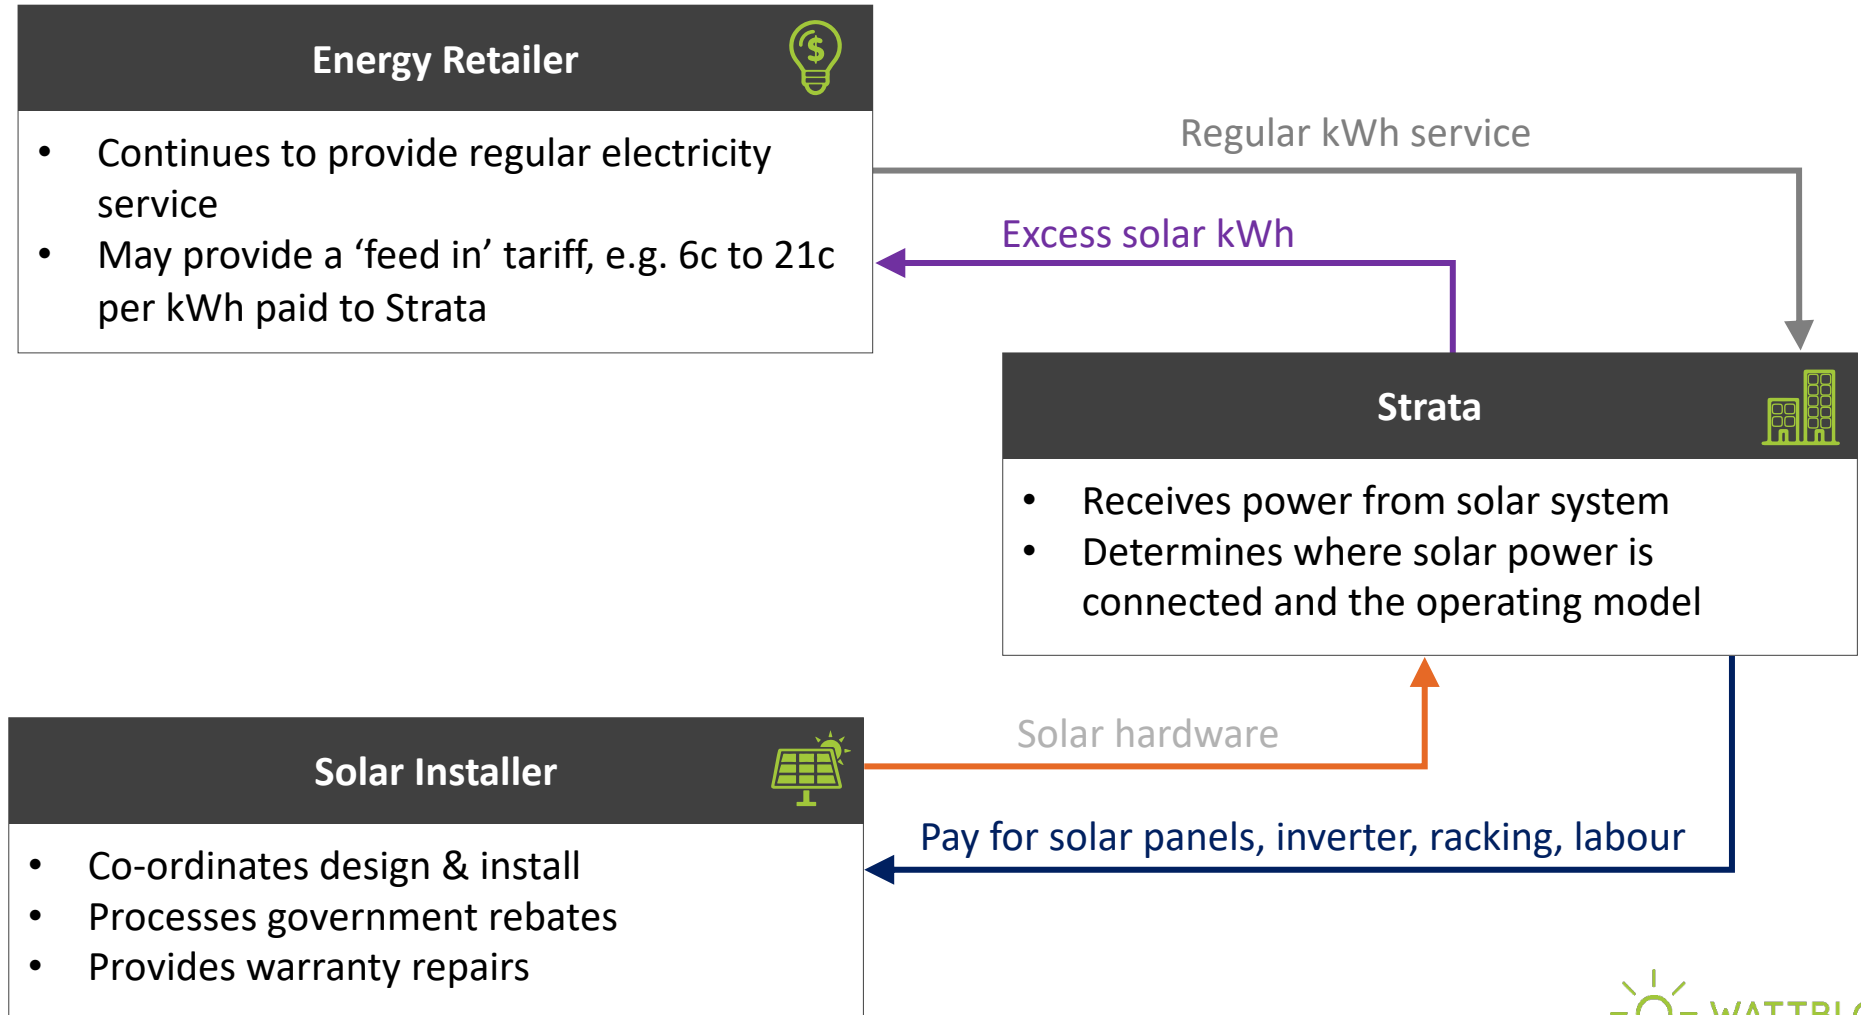 Energy Retailer
$
• Continues to provide regular electricity
service
• May provide a ‘feed in’ tariff, e.g. 6c to 21c
per kWh paid to Strata
Regular kWh service
Excess solar kWh
Strata
• Receives power from solar system
• Determines where solar power is
connected and the operating model
Solar hardware
Solar Installer
Pay for solar panels, inverter, racking, labour
• Co-ordinates design & install
• Processes government rebates
• Provides warranty repairs